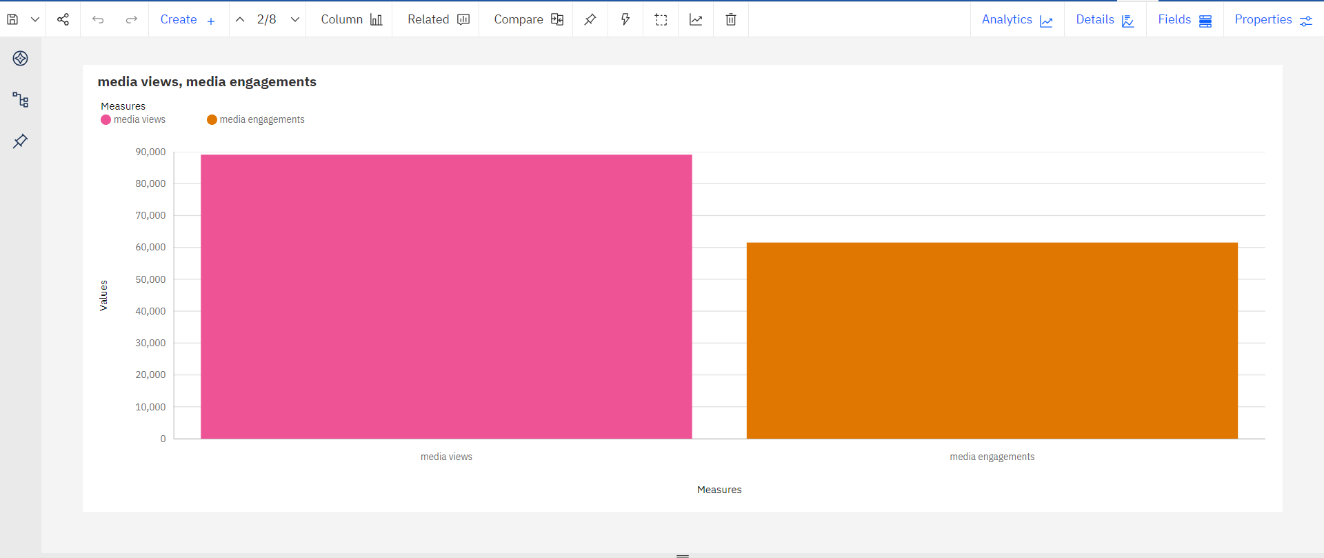 Create + 2/8 Column Related Compare Analytics Details Fields Properties
media views, media engagements
Measures
media views media engagements
90,000
80,000
70,000
60,000
50,000
40,000
30,000
20,000
10,000
0
Values
media views media engagements
Measures